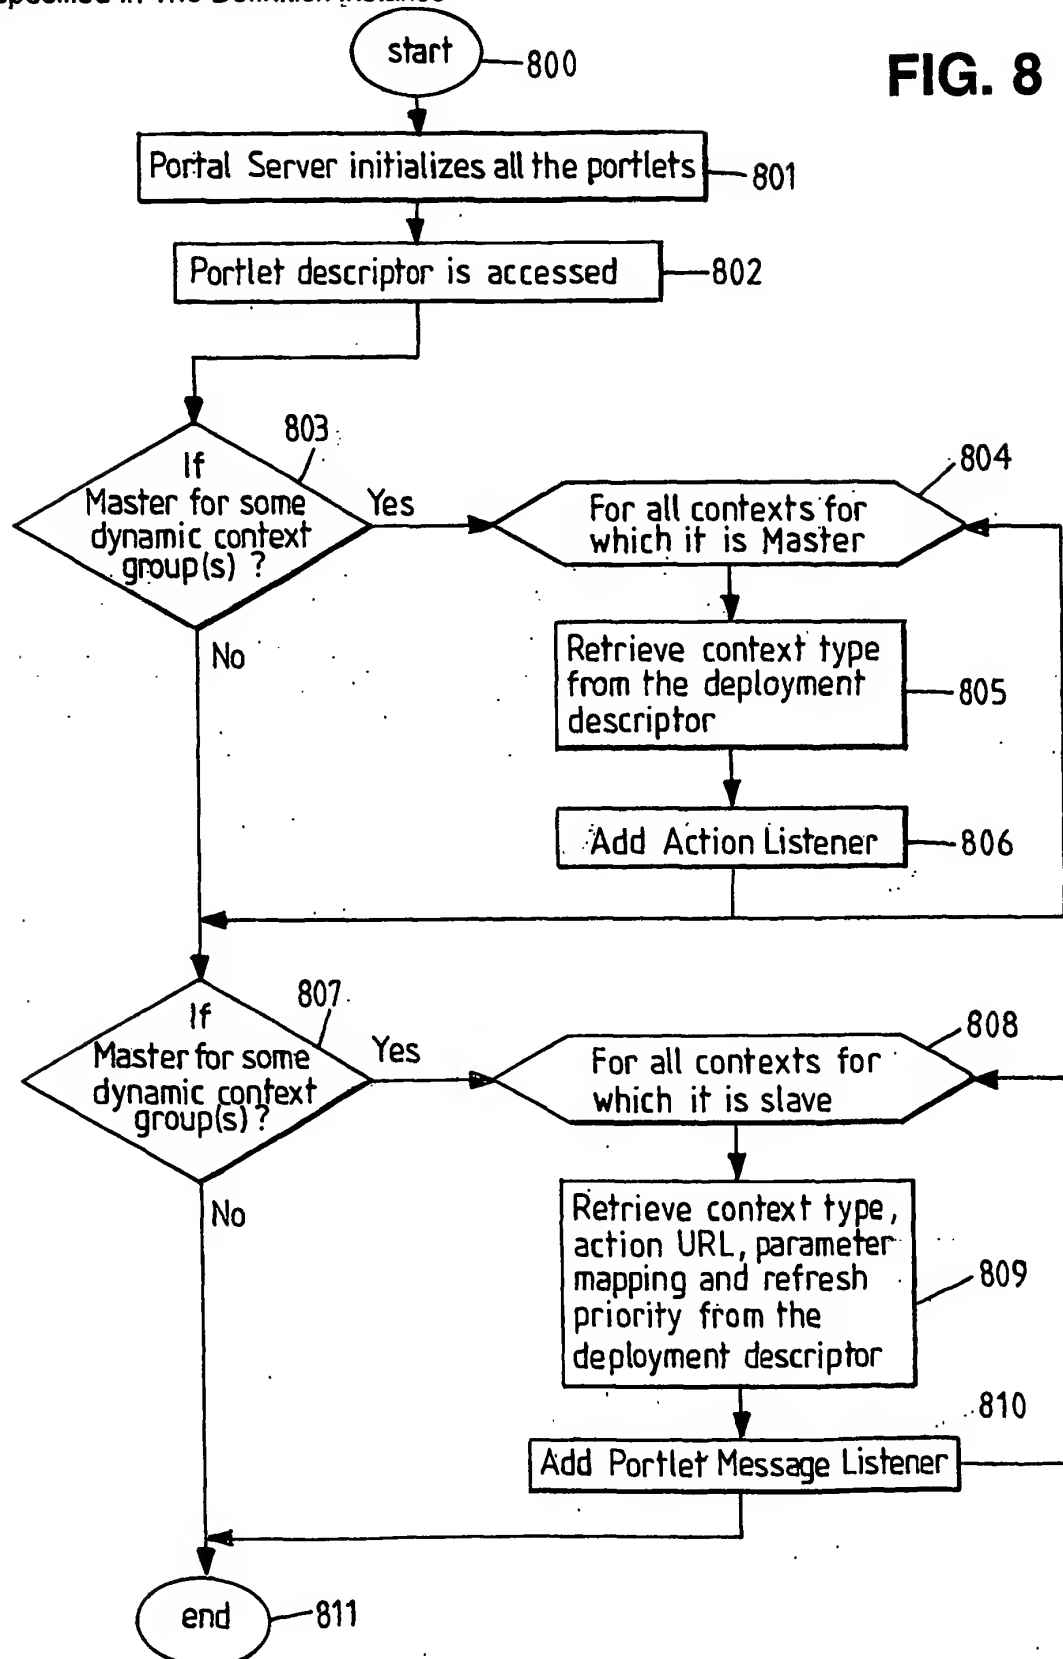 start
800
FIG. 8
Portal Server initializes all the portlets
801
Portlet descriptor is accessed
802
803
If
Master for some
dynamic context
group(s) ?
Yes
No
804
For all contexts for
which it is Master
Retrieve context type
from the deployment
descriptor
805
Add Action Listener
806
807
If
Master for some
dynamic context
group(s) ?
Yes
No
808
For all contexts for
which it is slave
Retrieve context type,
action URL, parameter
mapping and refresh
priority from the
deployment descriptor
809
810
Add Portlet Message Listener
end
811